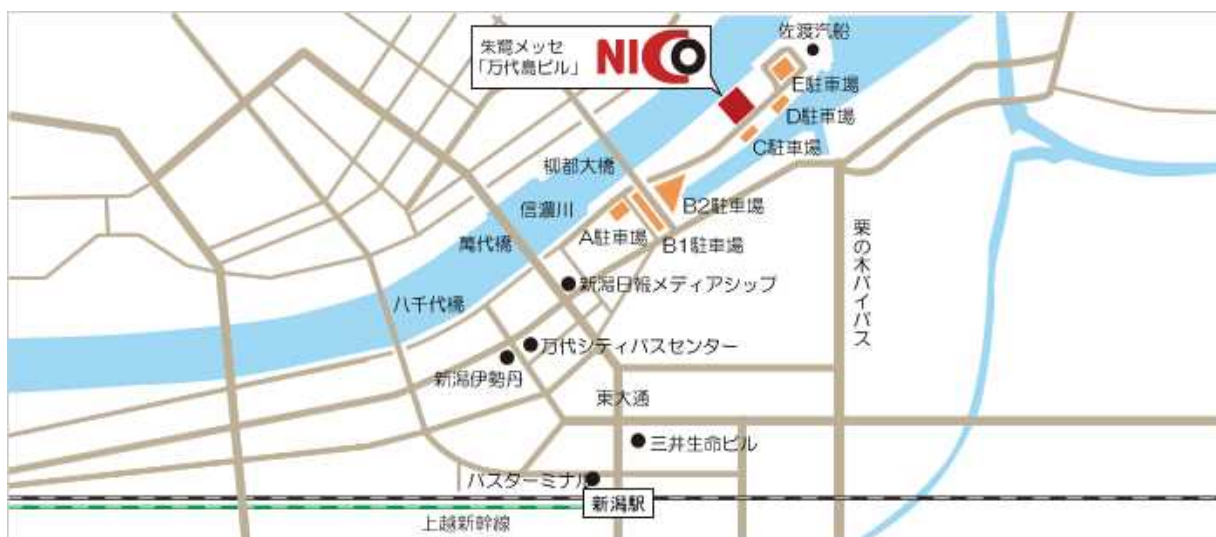 佐渡汽船
朱鷺メッセ
「万代島ビル」
NICO
E駐車場
D駐車場
C駐車場
柳都大橋
信濃川
B2駐車場
A駐車場
B1駐車場
萬代橋
栗の木バイパス
新潟日報メディアシップ
八千代橋
万代シティバスセンター
新潟伊勢丹
東大通
三井生命ビル
バスターミナル
新潟駅
上越新幹線